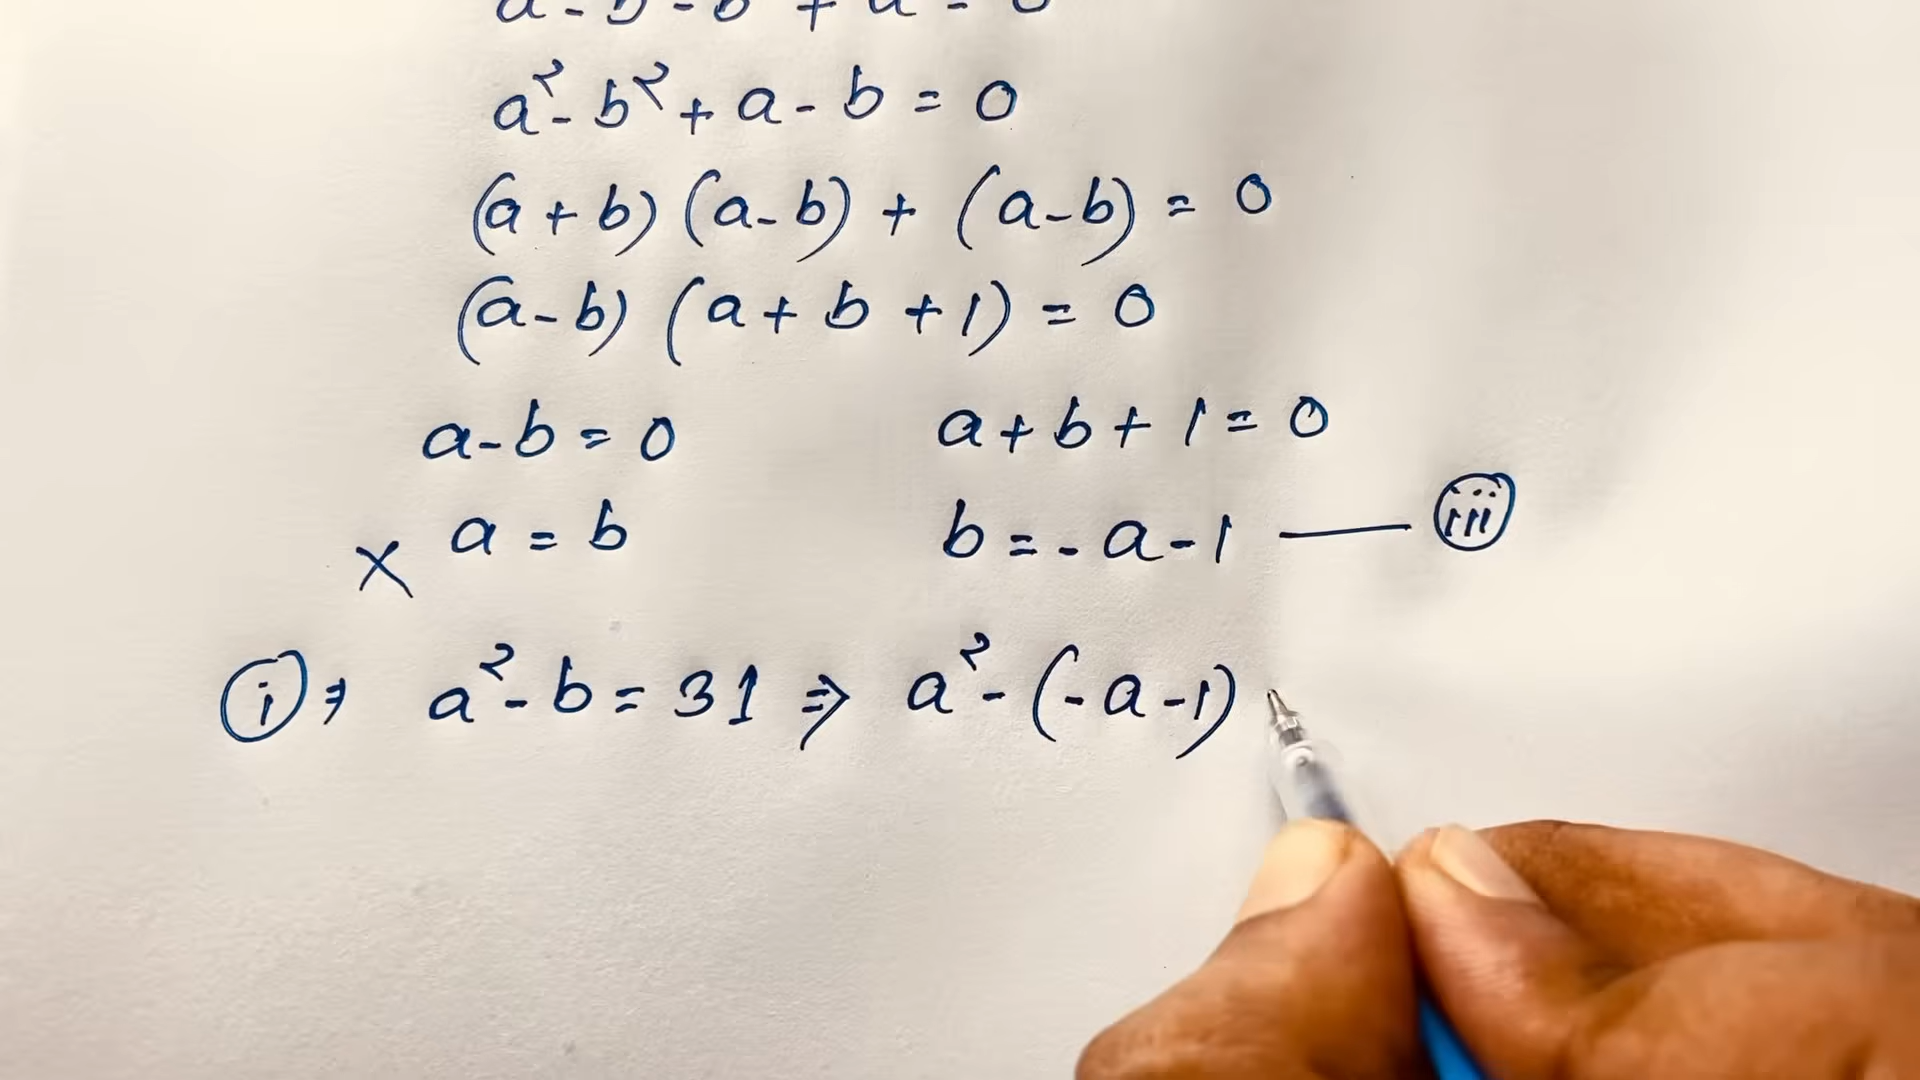 a² - b² + a - b = 0
(a + b) (a - b) + (a - b) = 0
(a - b) (a + b + 1) = 0
a - b = 0 a + b + 1 = 0
× a = b b = - a - 1 —— (iii)
(i) ⇒ a² - b = 31 ⇒ a² - (- a - 1)